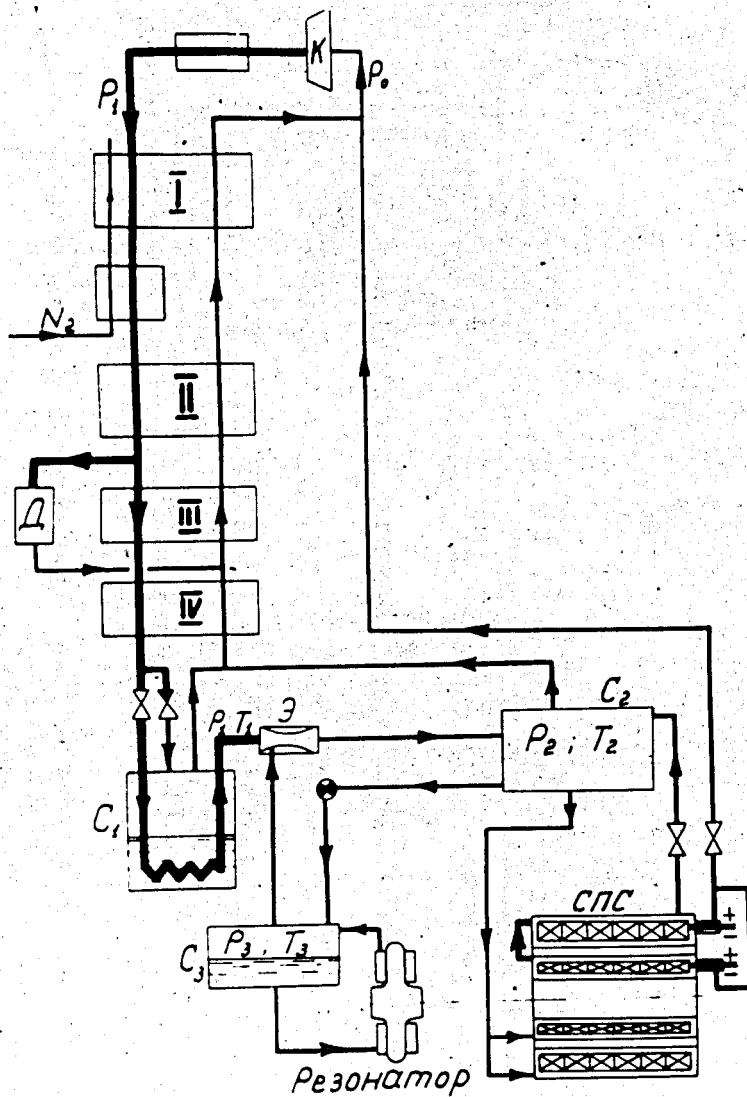 К
P₀
P₁
I
N₂
II
Д
III
IV
P₁ T₁
Э
C₂
P₂ ; T₂
C₁
СПС
+
−
P₃, T₃
C₃
+
−
Резонатор